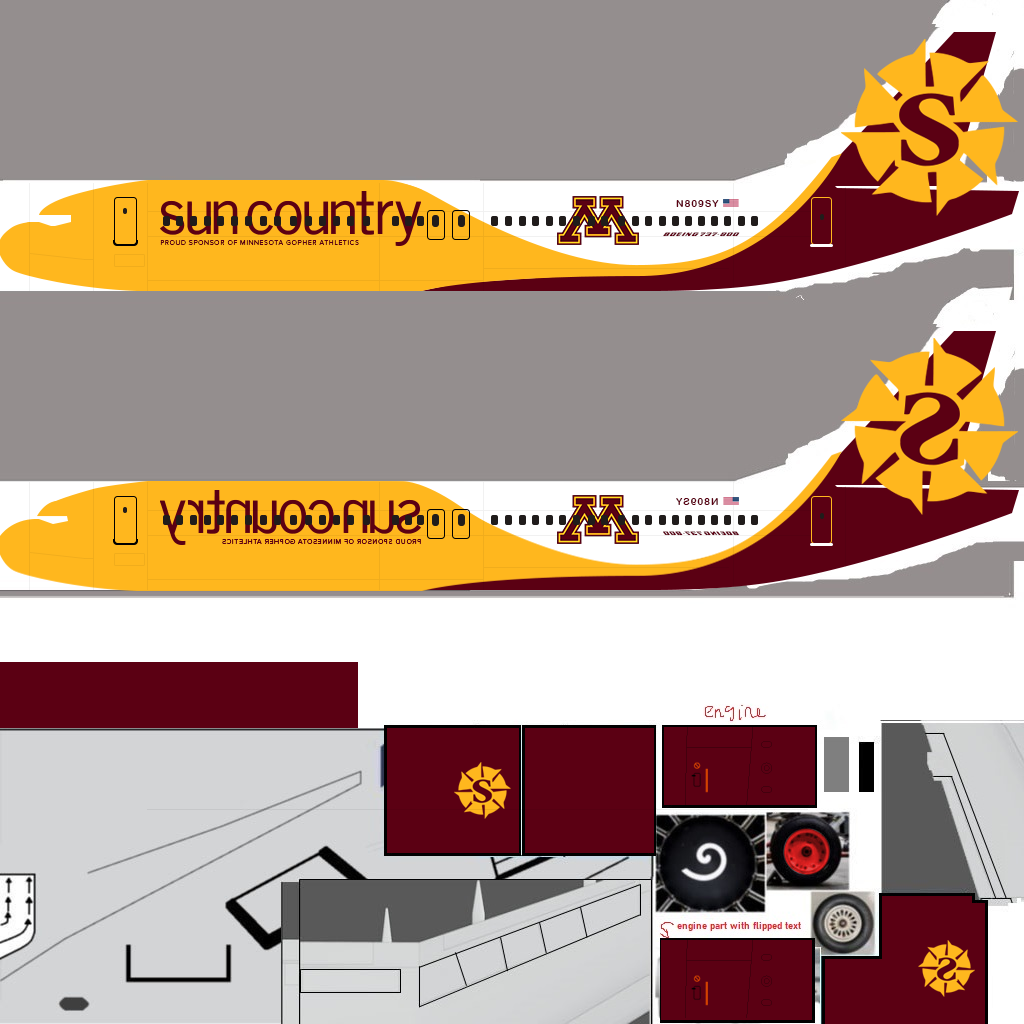 S
sun country
PROUD SPONSOR OF MINNESOTA GOPHER ATHLETICS
M
N809SY
BOEING 737-800
S
sun country
PROUD SPONSOR OF MINNESOTA GOPHER ATHLETICS
M
N809SY
BOEING 737-800
engine
S
engine part with flipped text
S